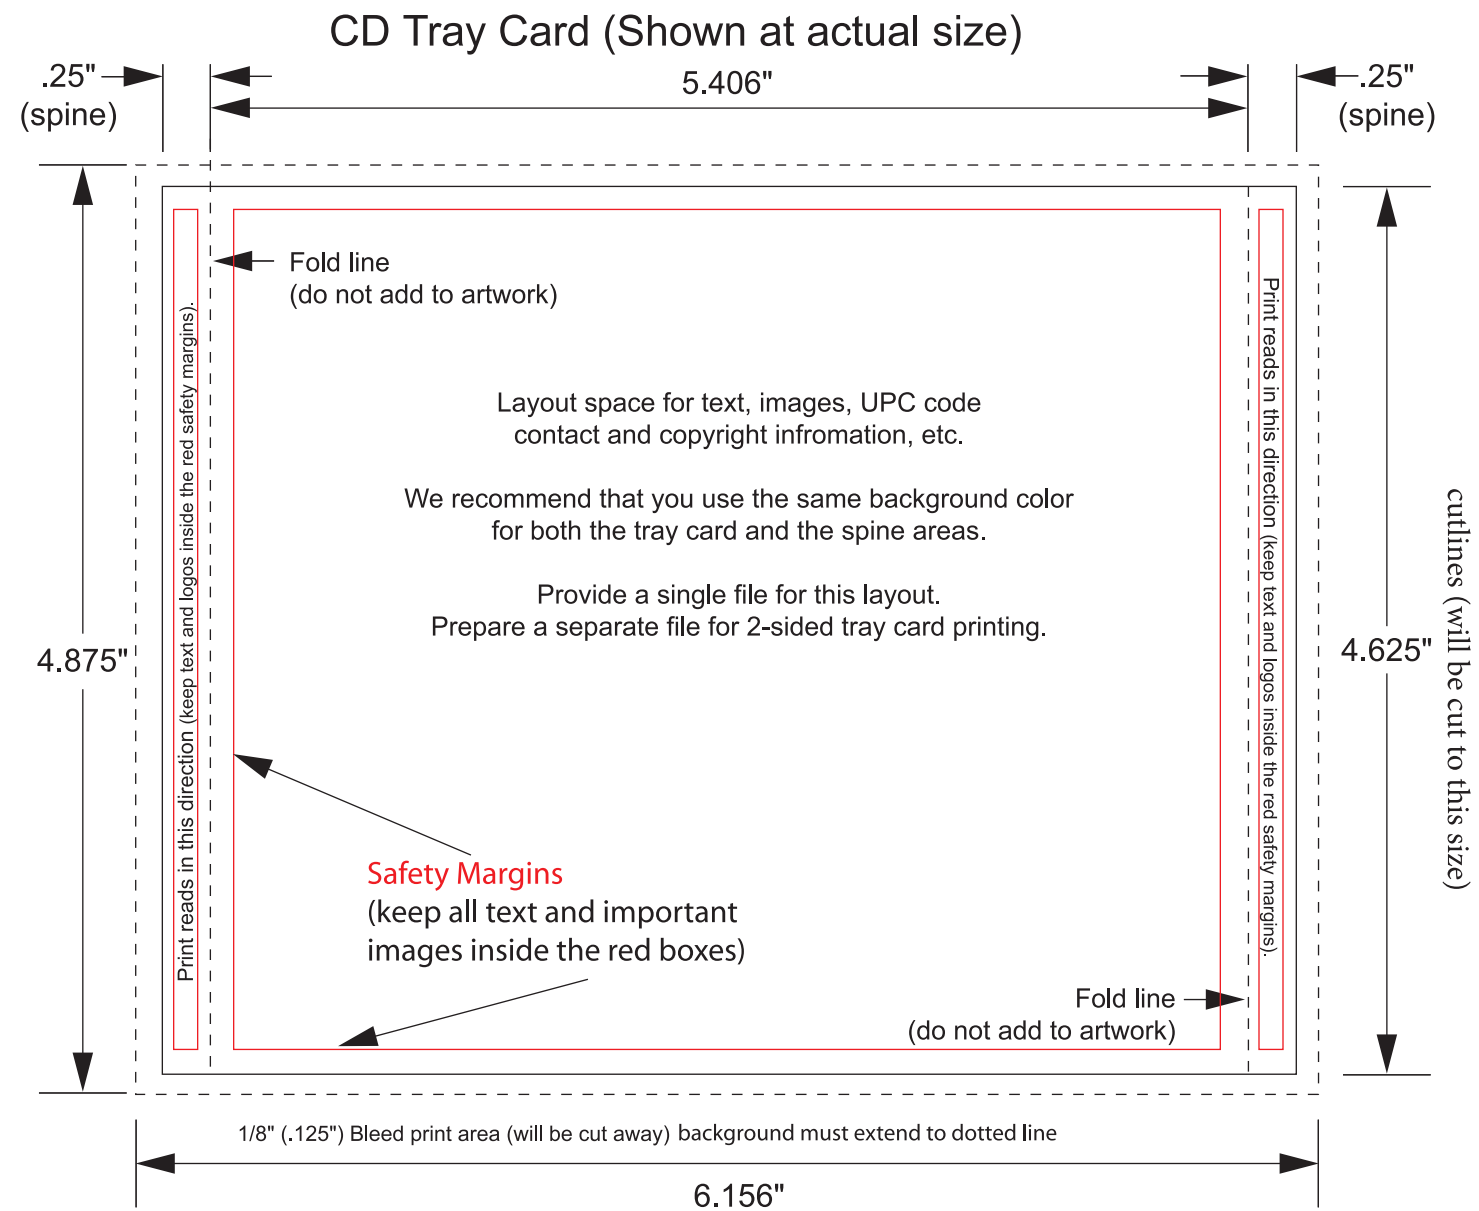 CD Tray Card (Shown at actual size)
.25"
(spine)
5.406"
.25"
(spine)
Fold line
(do not add to artwork)
Layout space for text, images, UPC code
contact and copyright infromation, etc.
We recommend that you use the same background color
for both the tray card and the spine areas.
Provide a single file for this layout.
Prepare a separate file for 2-sided tray card printing.
4.875"
Print reads in this direction (keep text and logos inside the red safety margins).
Print reads in this direction (keep text and logos inside the red safety margins).
4.625"
cutlines (will be cut to this size)
Safety Margins
(keep all text and important
images inside the red boxes)
Fold line
(do not add to artwork)
1/8" (.125") Bleed print area (will be cut away) background must extend to dotted line
6.156"